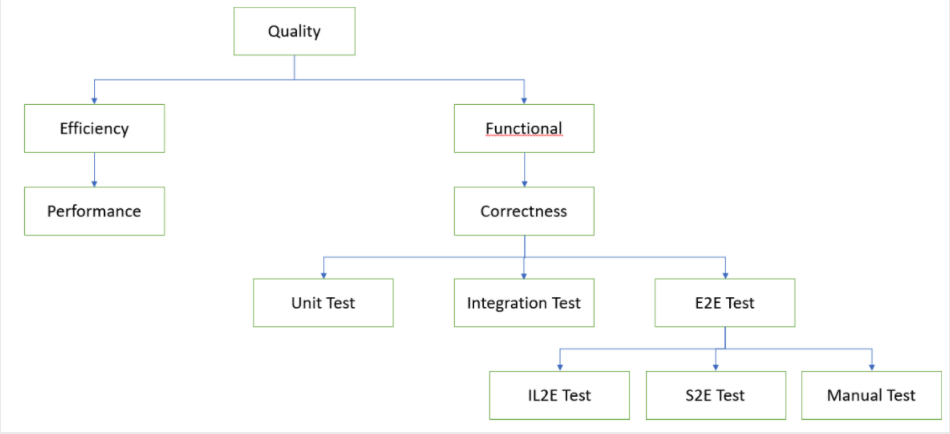 Quality
Efficiency
Functional
Performance
Correctness
Unit Test
Integration Test
E2E Test
IL2E Test
S2E Test
Manual Test